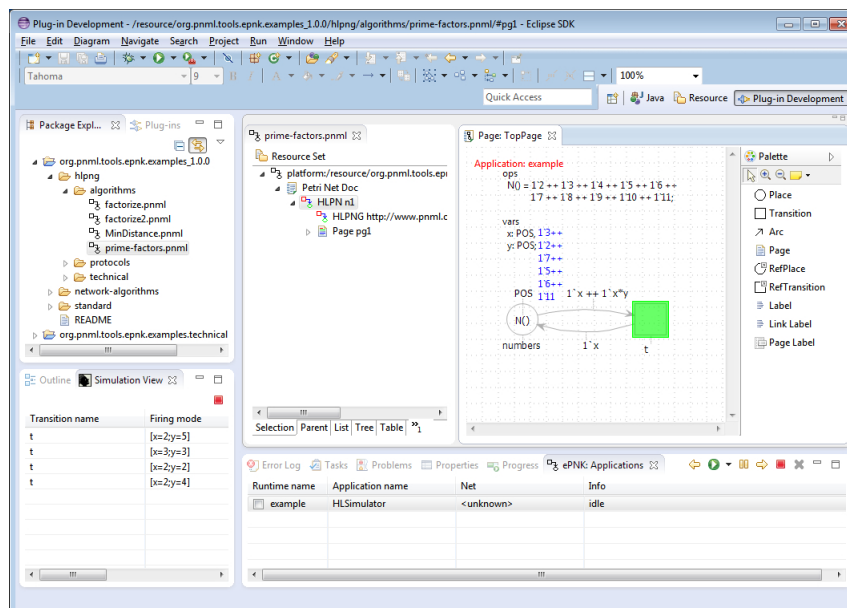 Plug-in Development - /resource/org.pnml.tools.epnk.examples_1.0.0/hlpng/algorithms/prime-factors.pnml/#pg1 - Eclipse SDK
File Edit Diagram Navigate Search Project Run Window Help
Tahoma 9 B I A 100%
Quick Access Java Resource Plug-in Development
Package Expl... Plug-ins
org.pnml.tools.epnk.examples_1.0.0
hlpng
algorithms
factorize.pnml
factorize2.pnml
MinDistance.pnml
prime-factors.pnml
protocols
technical
network-algorithms
standard
README
org.pnml.tools.epnk.examples.technical
prime-factors.pnml
Resource Set
platform:/resource/org.pnml.tools.ep
Petri Net Doc
HLPN n1
HLPNG http://www.pnml.c
Page pg1
Selection Parent List Tree Table »1
Page: TopPage
Application: example
ops
N() = 1`2 ++ 1`3 ++ 1`4 ++ 1`5 ++ 1`6 ++
1`7 ++ 1`8 ++ 1`9 ++ 1`10 ++ 1`11;
vars
x: POS, 1`3++
y: POS; 1`2++
1`7++
1`5++
1`6++
POS 1`11 1`x ++ 1`x*y
N()
numbers 1`x t
Palette
Place
Transition
Arc
Page
RefPlace
RefTransition
Label
Link Label
Page Label
Outline Simulation View
Transition name Firing mode
t [x=2;y=5]
t [x=3;y=3]
t [x=2;y=2]
t [x=2;y=4]
Error Log Tasks Problems Properties Progress ePNK: Applications
Runtime name Application name Net Info
example HLSimulator <unknown> idle